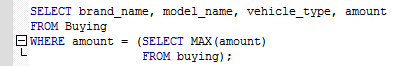 SELECT brand_name, model_name, vehicle_type, amount
FROM Buying
WHERE amount = (SELECT MAX(amount)
FROM buying);